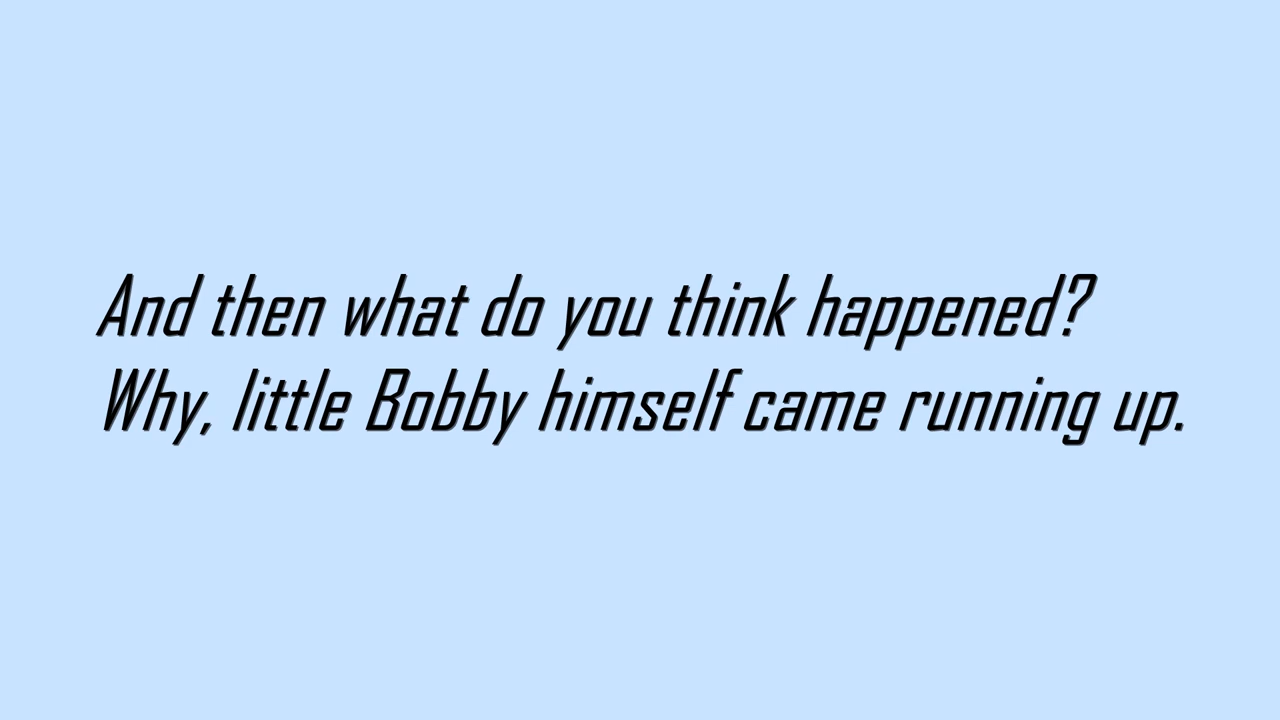 And then what do you think happened?
Why, little Bobby himself came running up.